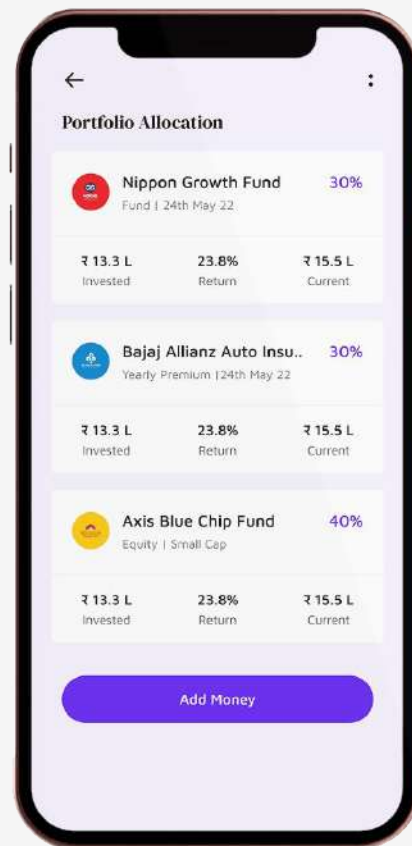 Portfolio Allocation
Nippon Growth Fund 30%
Fund | 24th May 22
₹ 13.3 L 23.8% ₹ 15.5 L
Invested Return Current
Bajaj Allianz Auto Insu.. 30%
Yearly Premium |24th May 22
₹ 13.3 L 23.8% ₹ 15.5 L
Invested Return Current
Axis Blue Chip Fund 40%
Equity | Small Cap
₹ 13.3 L 23.8% ₹ 15.5 L
Invested Return Current
Add Money